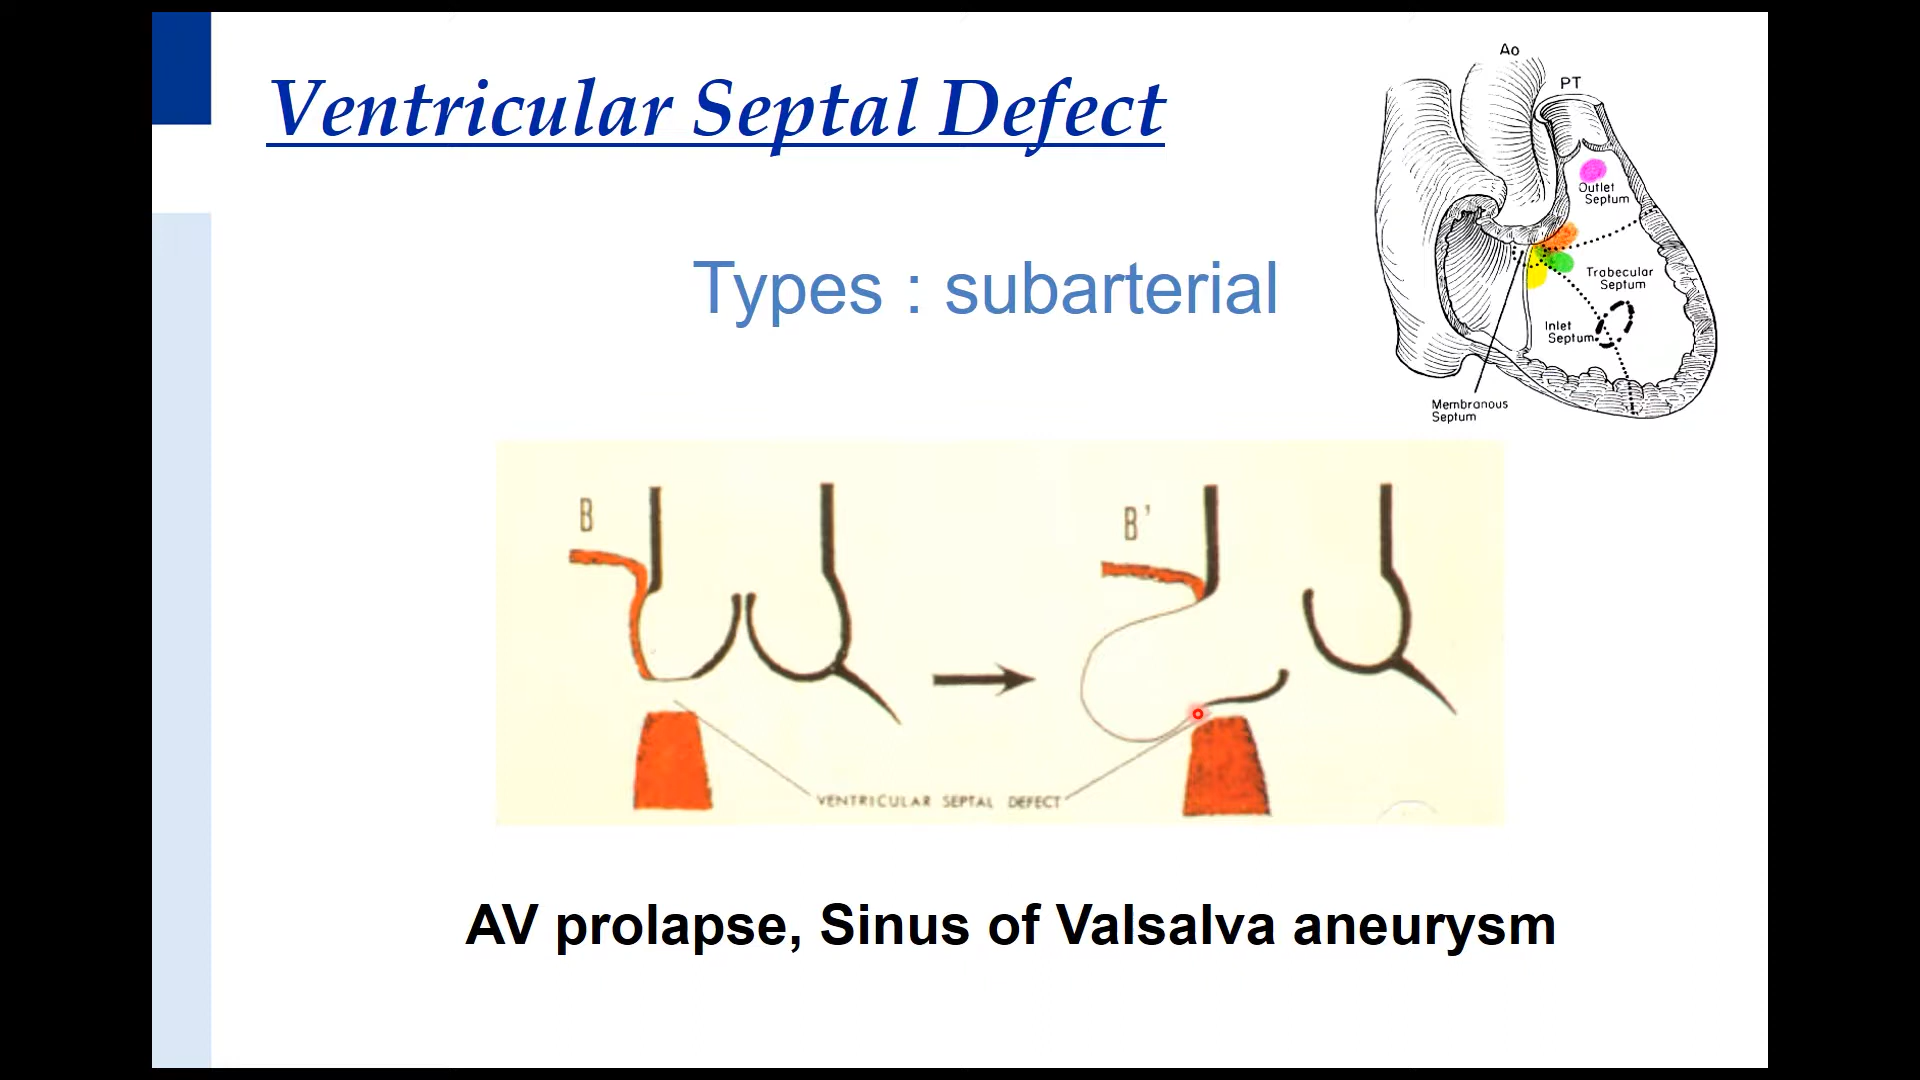 Ventricular Septal Defect
Ao
PT
Outlet
Septum
Trabecular
Septum
Inlet
Septum
Membranous
Septum
Types : subarterial
B
B'
VENTRICULAR SEPTAL DEFECT
AV prolapse, Sinus of Valsalva aneurysm